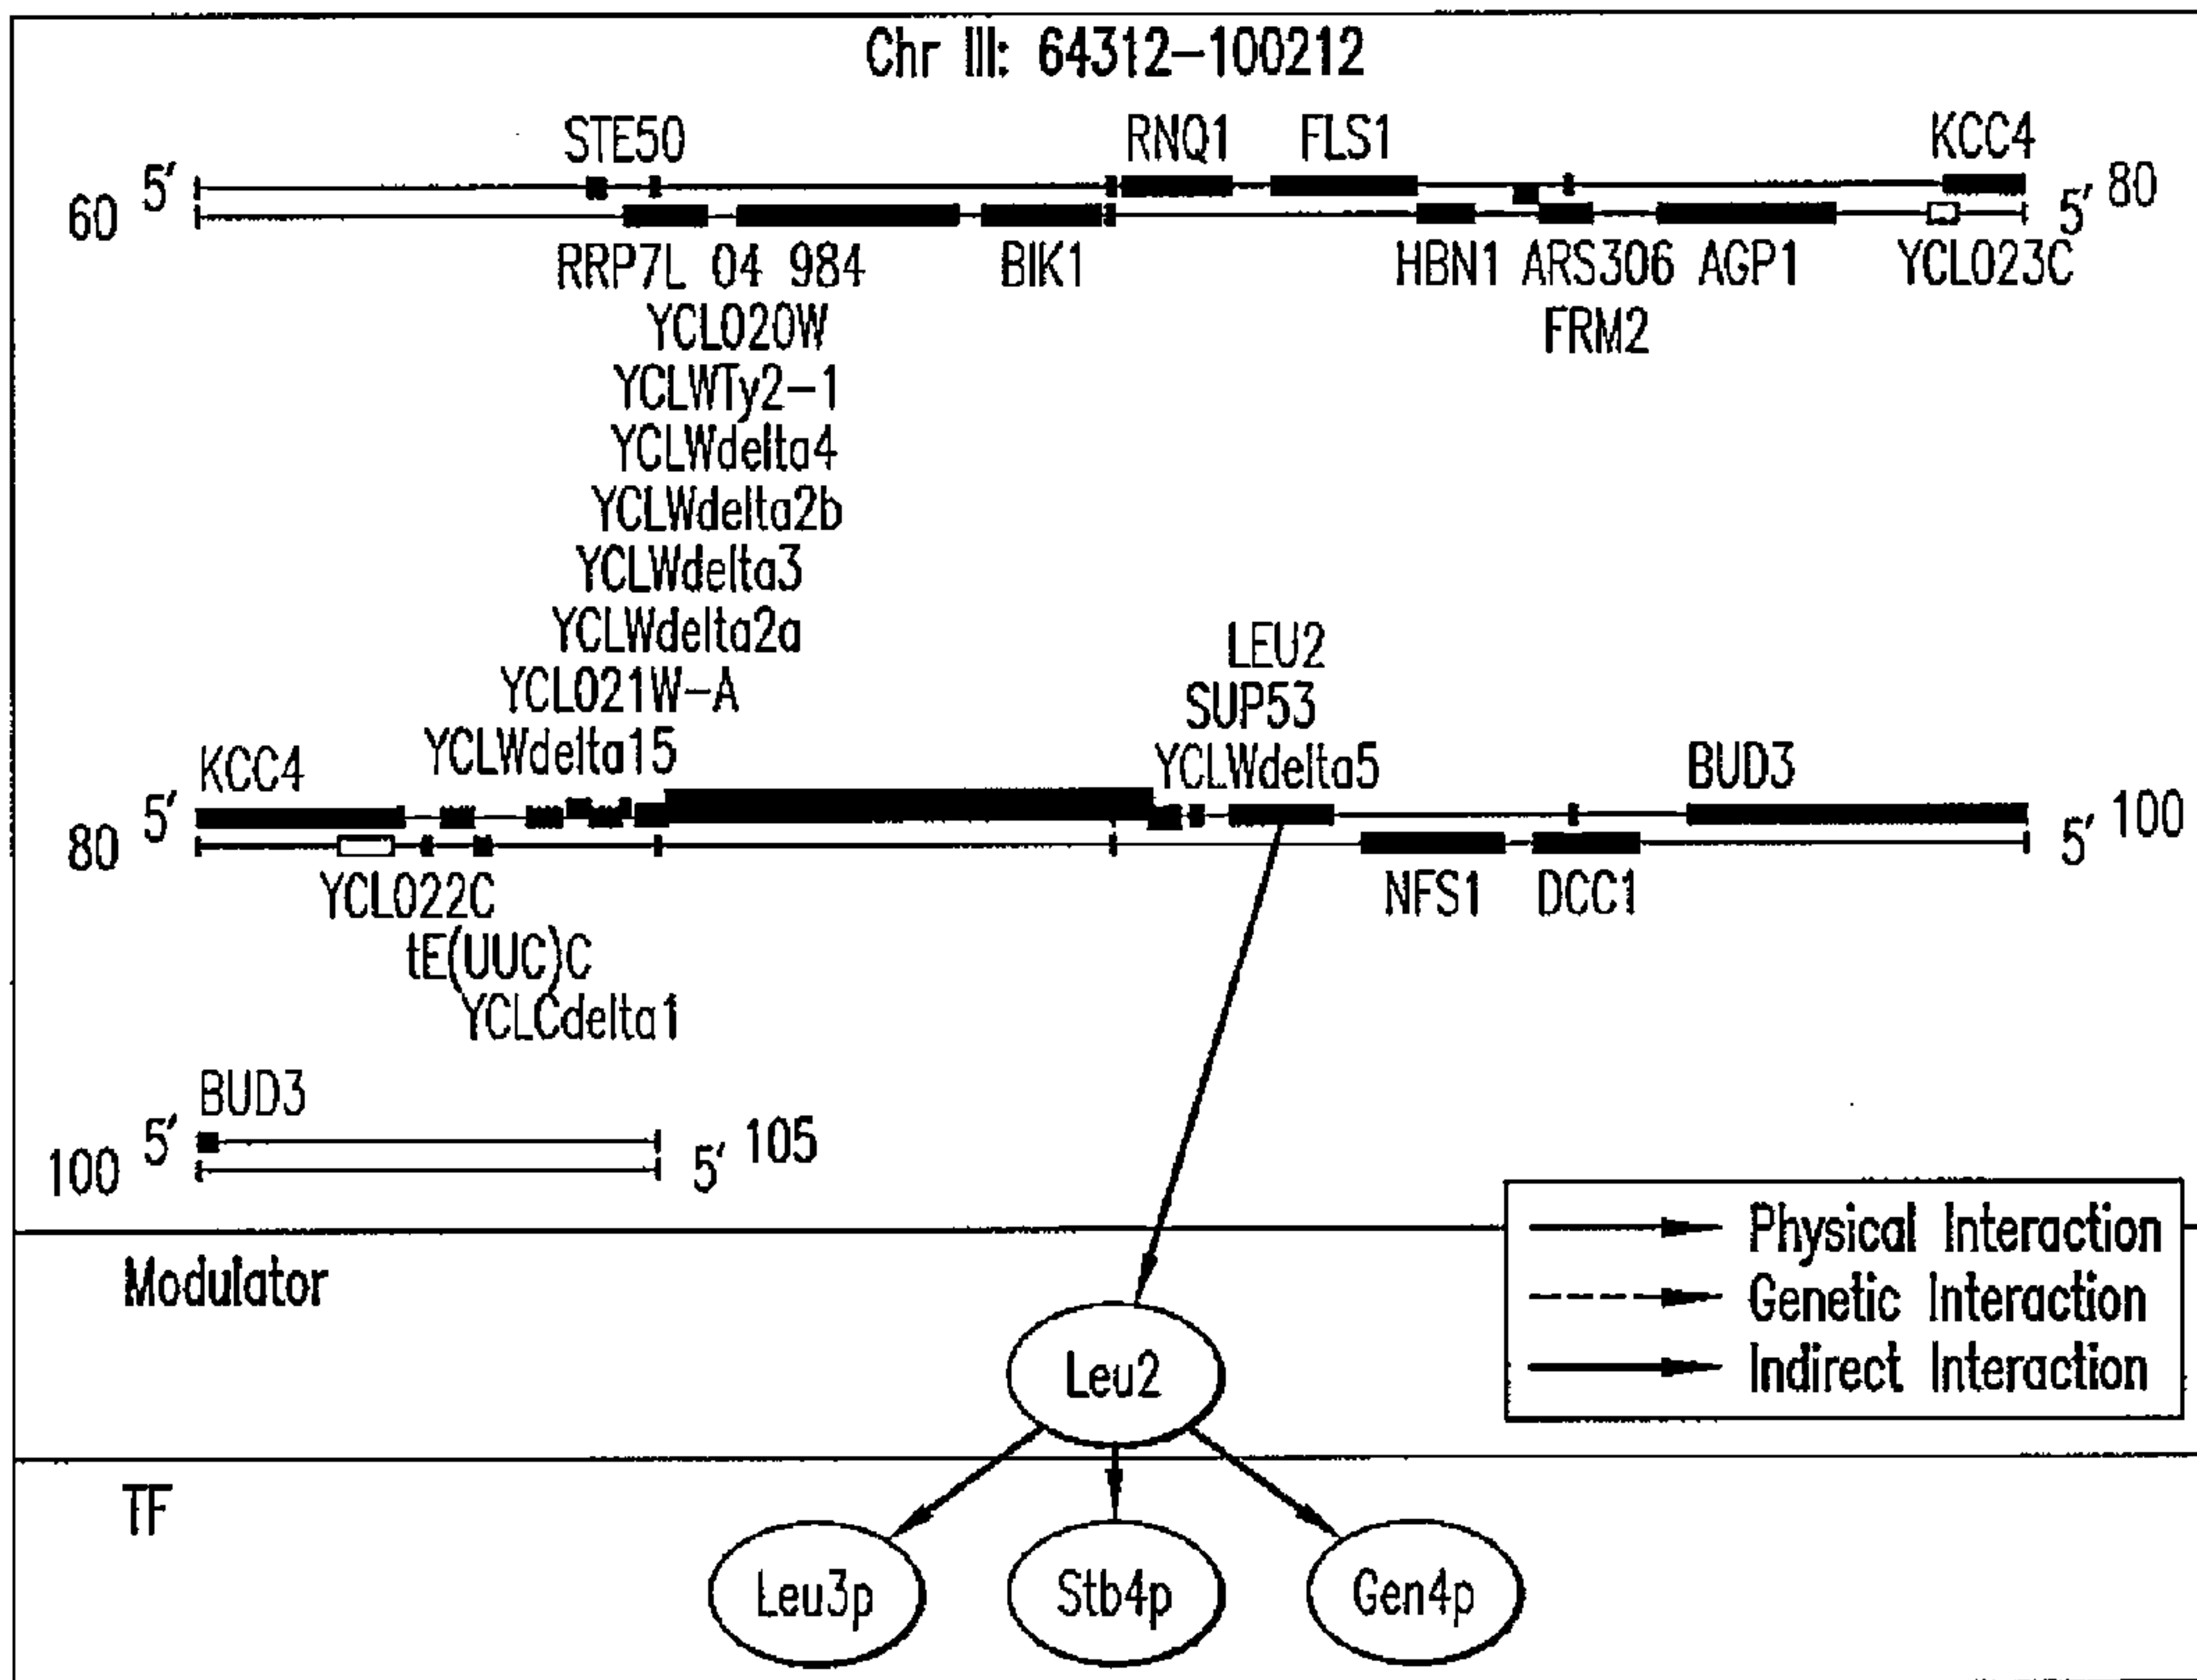 Chr III: 64312-100212
STE50 RNQ1 FLS1 KCC4
60 5' 5' 80
RRP7L 04 984 BIK1 HBN1 ARS306 AGP1 YCL023C
YCL020W FRM2
YCLWTy2-1
YCLWdelta4
YCLWdelta2b
YCLWdelta3
YCLWdelta2a
LEU2
YCL021W-A SUP53
KCC4 YCLWdelta15 YCLWdelta5 BUD3
80 5' 5' 100
YCL022C NFS1 DCC1
tE(UUC)C
YCLCdelta1
BUD3
100 5' 5' 105
Physical Interaction
Modulator Genetic Interaction
Leu2 Indirect Interaction
TF
Leu3p Stb4p Gen4p